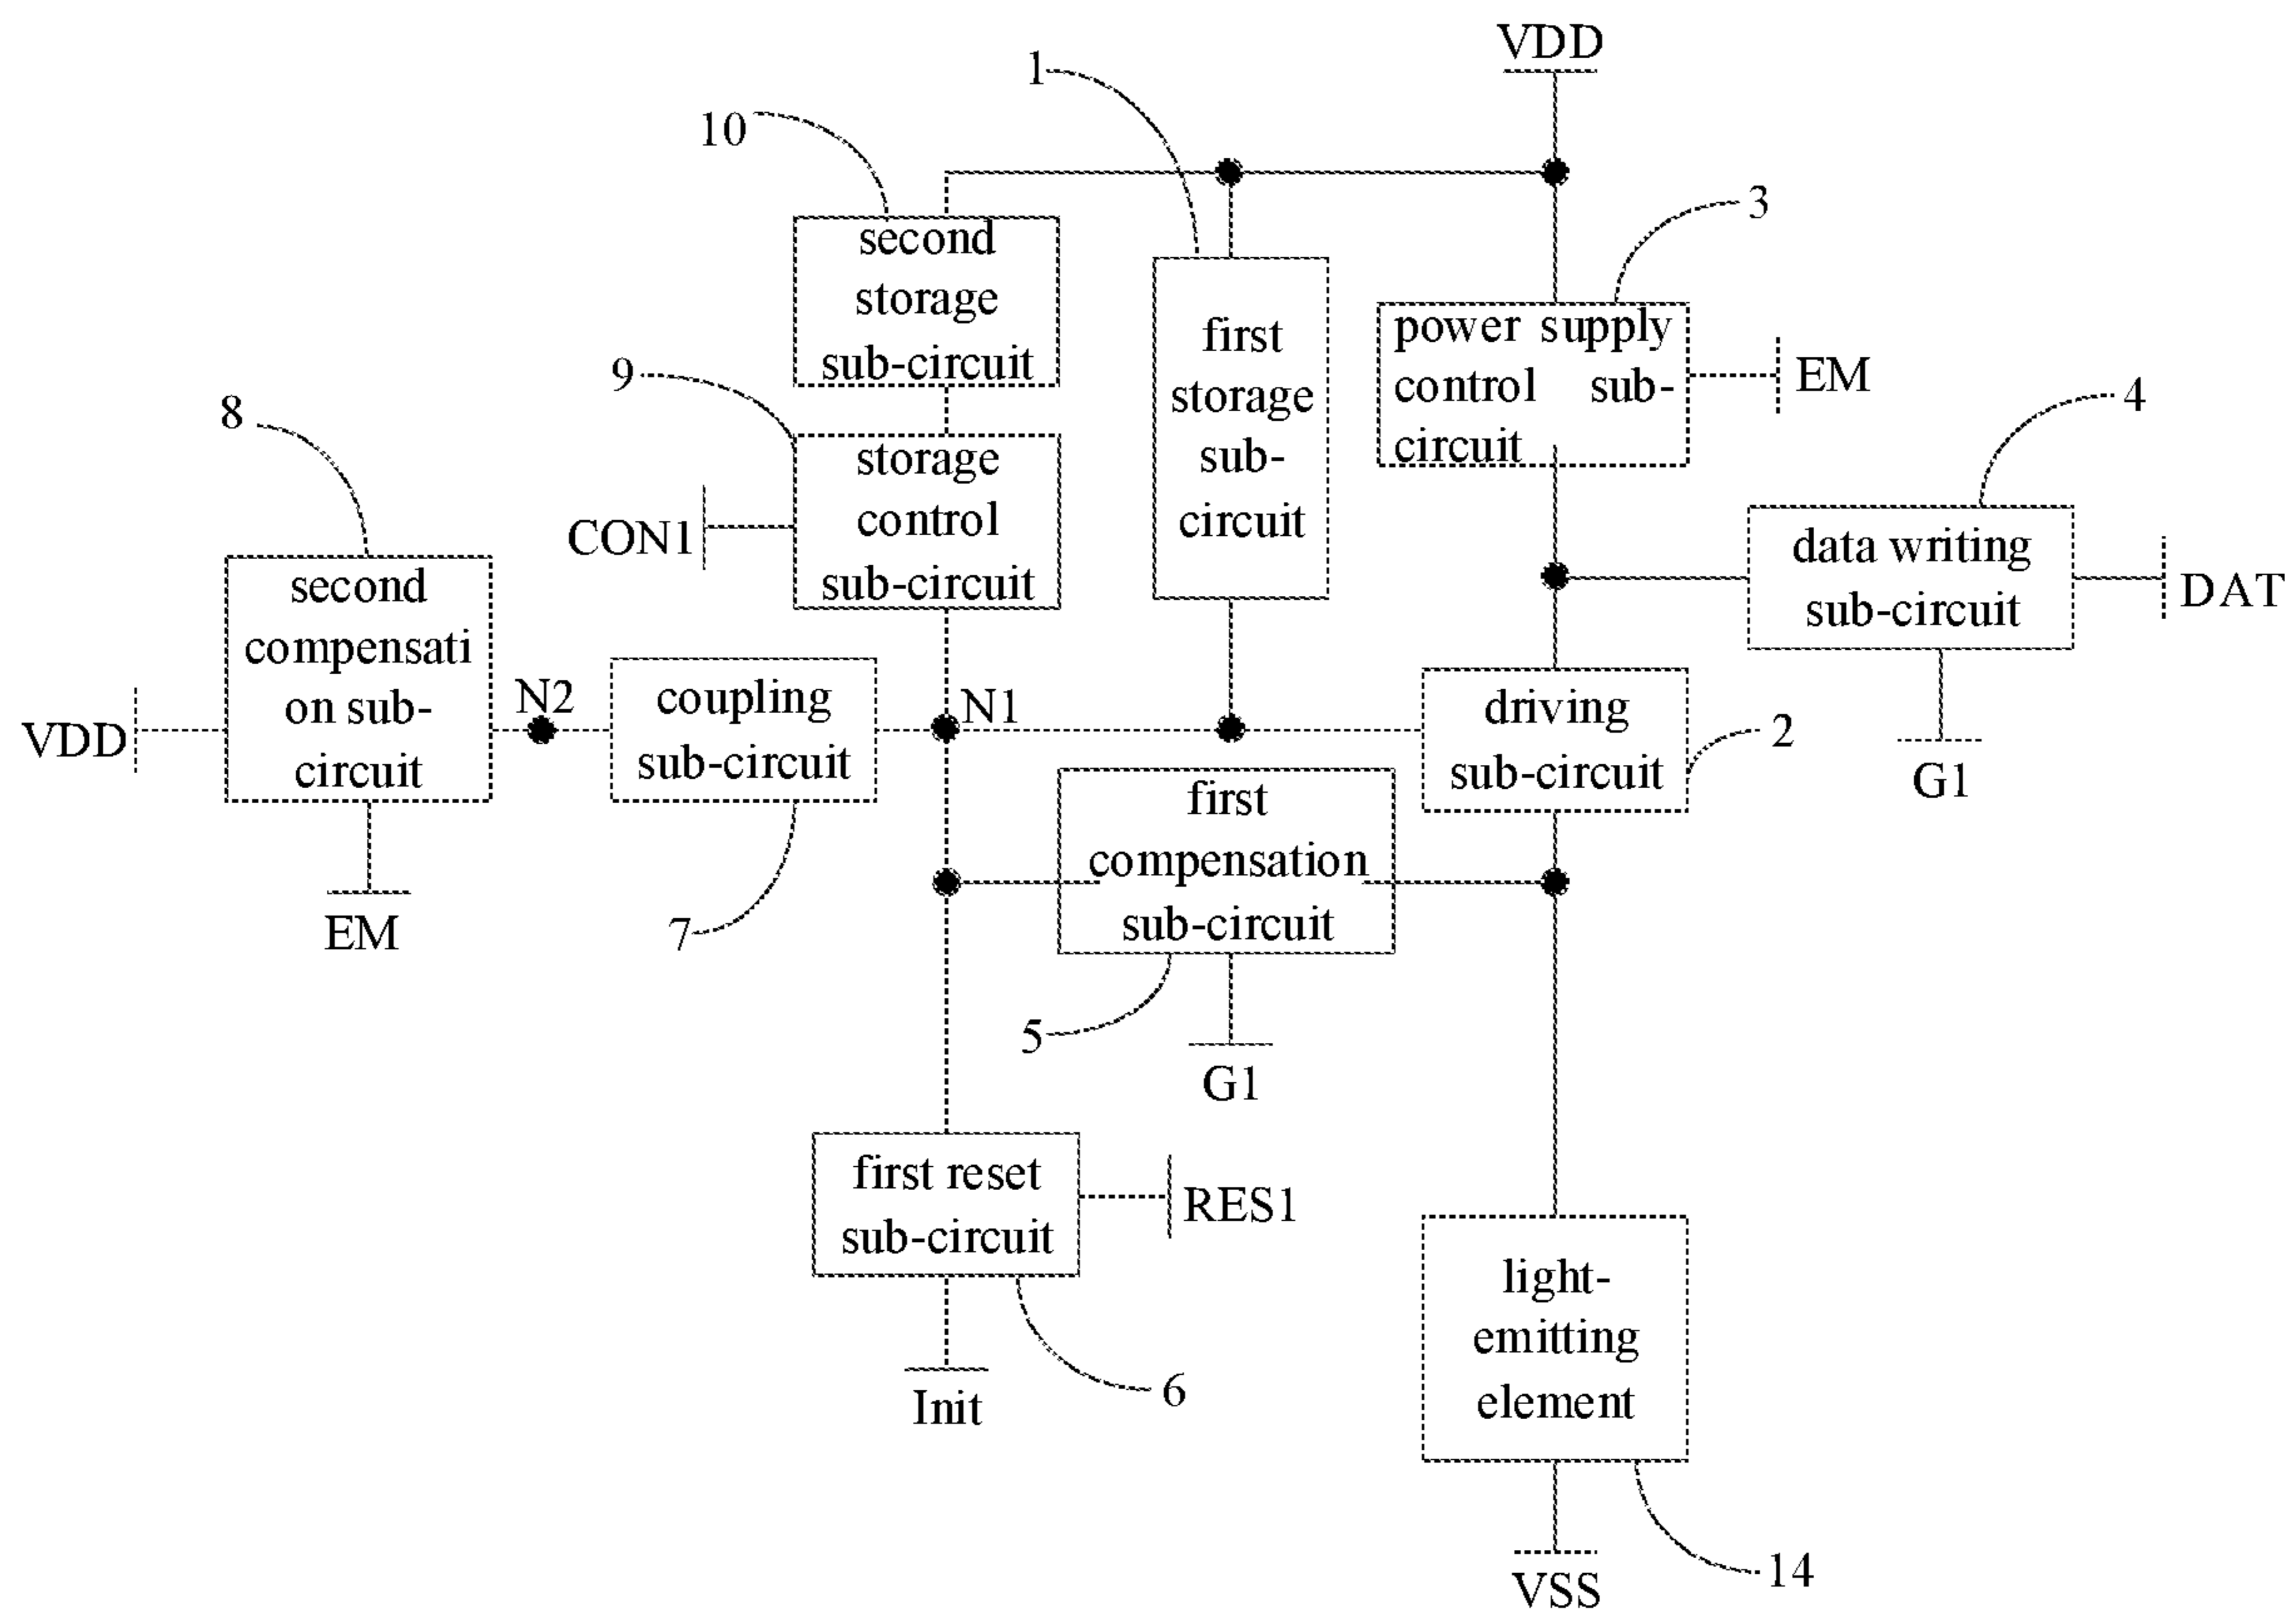 VDD
1
10
3
second
storage
sub-circuit
first
storage
sub-
circuit
power supply
control sub-
circuit
EM
4
9
8
storage
control
sub-circuit
CON1
data writing
sub-circuit
DAT
second
compensati
on sub-
circuit
VDD
N2
coupling
sub-circuit
N1
driving
sub-circuit
2
G1
first
compensation
sub-circuit
EM
7
5
G1
first reset
sub-circuit
RES1
Init
6
light-
emitting
element
14
VSS